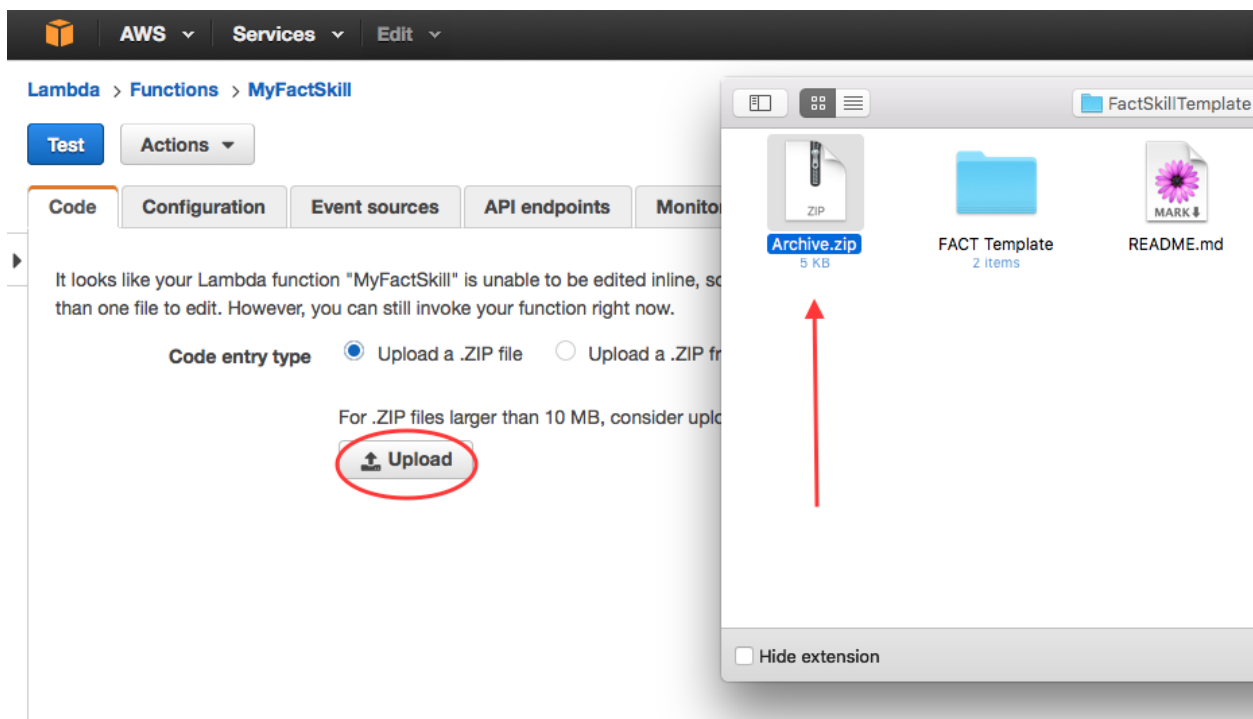 AWS Services Edit
Lambda > Functions > MyFactSkill
Test Actions
Code Configuration Event sources API endpoints Monito
It looks like your Lambda function "MyFactSkill" is unable to be edited inline, sc
than one file to edit. However, you can still invoke your function right now.
Code entry type Upload a .ZIP file Upload a .ZIP fr
For .ZIP files larger than 10 MB, consider uplo
Upload
FactSkillTemplate
ZIP
MARK
Archive.zip FACT Template README.md
5 KB 2 items
Hide extension